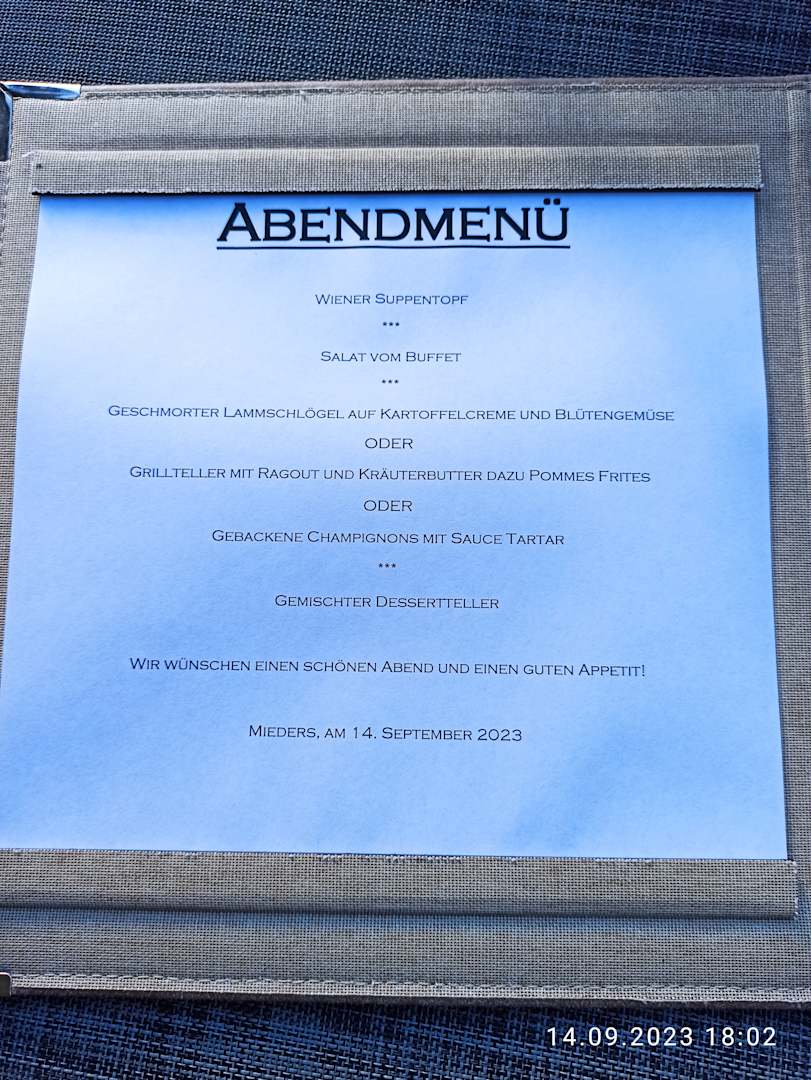 ABENDMENÜ
WIENER SUPPENTOPF
***
SALAT VOM BUFFET
***
GESCHMORTER LAMMSCHLÖGEL AUF KARTOFFELCREME UND BLÜTENGEMÜSE
ODER
GRILLTELLER MIT RAGOUT UND KRÄUTERBUTTER DAZU POMMES FRITES
ODER
GEBACKENE CHAMPIGNONS MIT SAUCE TARTAR
***
GEMISCHTER DESSERTTELLER
WIR WÜNSCHEN EINEN SCHÖNEN ABEND UND EINEN GUTEN APPETIT!
MIEDERS, AM 14. SEPTEMBER 2023
14.09.2023 18:02